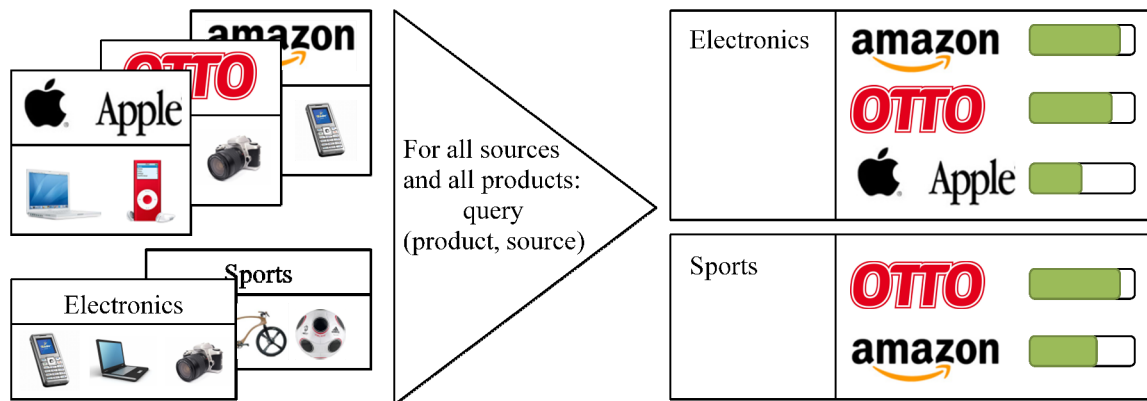 amazon
OTTO
Apple
Sports
Electronics
For all sources
and all products:
query
(product, source)
Electronics
amazon
OTTO
Apple
Sports
OTTO
amazon